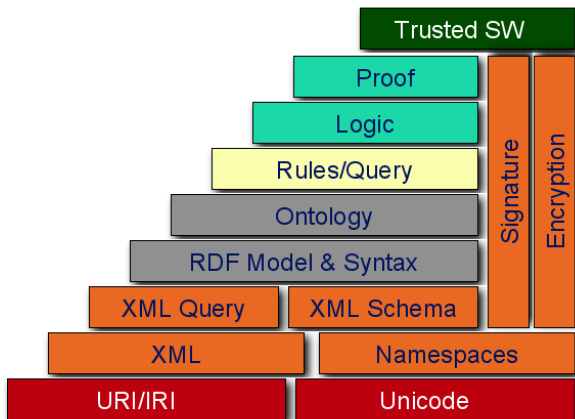 Trusted SW
Proof
Logic
Rules/Query
Ontology
RDF Model & Syntax
XML Query
XML Schema
Signature
Encryption
XML
Namespaces
URI/IRI
Unicode